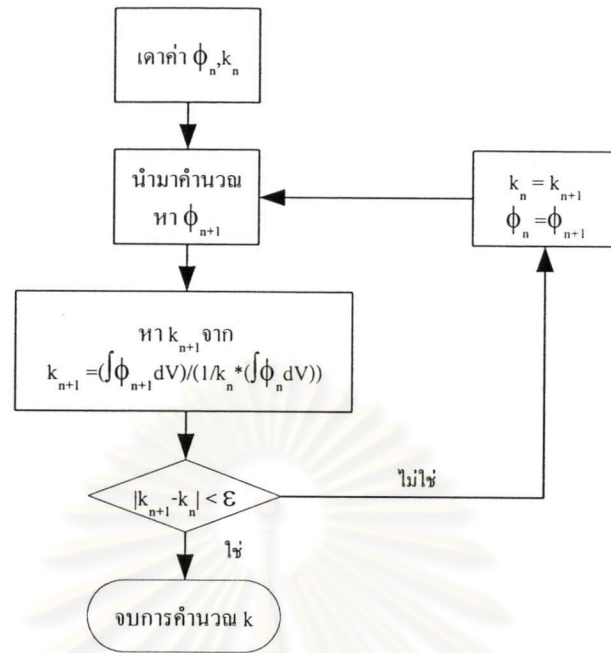 เดาค่า ϕn,kn
นำมาคำนวณ
หา ϕn+1
kn = kn+1
ϕn =ϕn+1
หา kn+1จาก
kn+1 =(∫ϕn+1dV)/(1/kn*(∫ϕndV))
|kn+1-kn| < ε
ไม่ใช่
ใช่
จบการคำนวณ k